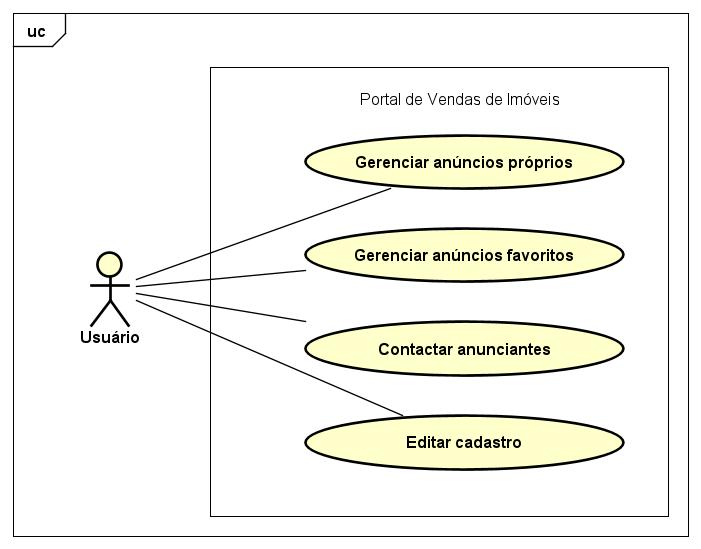 uc
Portal de Vendas de Imóveis
Gerenciar anúncios próprios
Gerenciar anúncios favoritos
Usuário
Contactar anunciantes
Editar cadastro